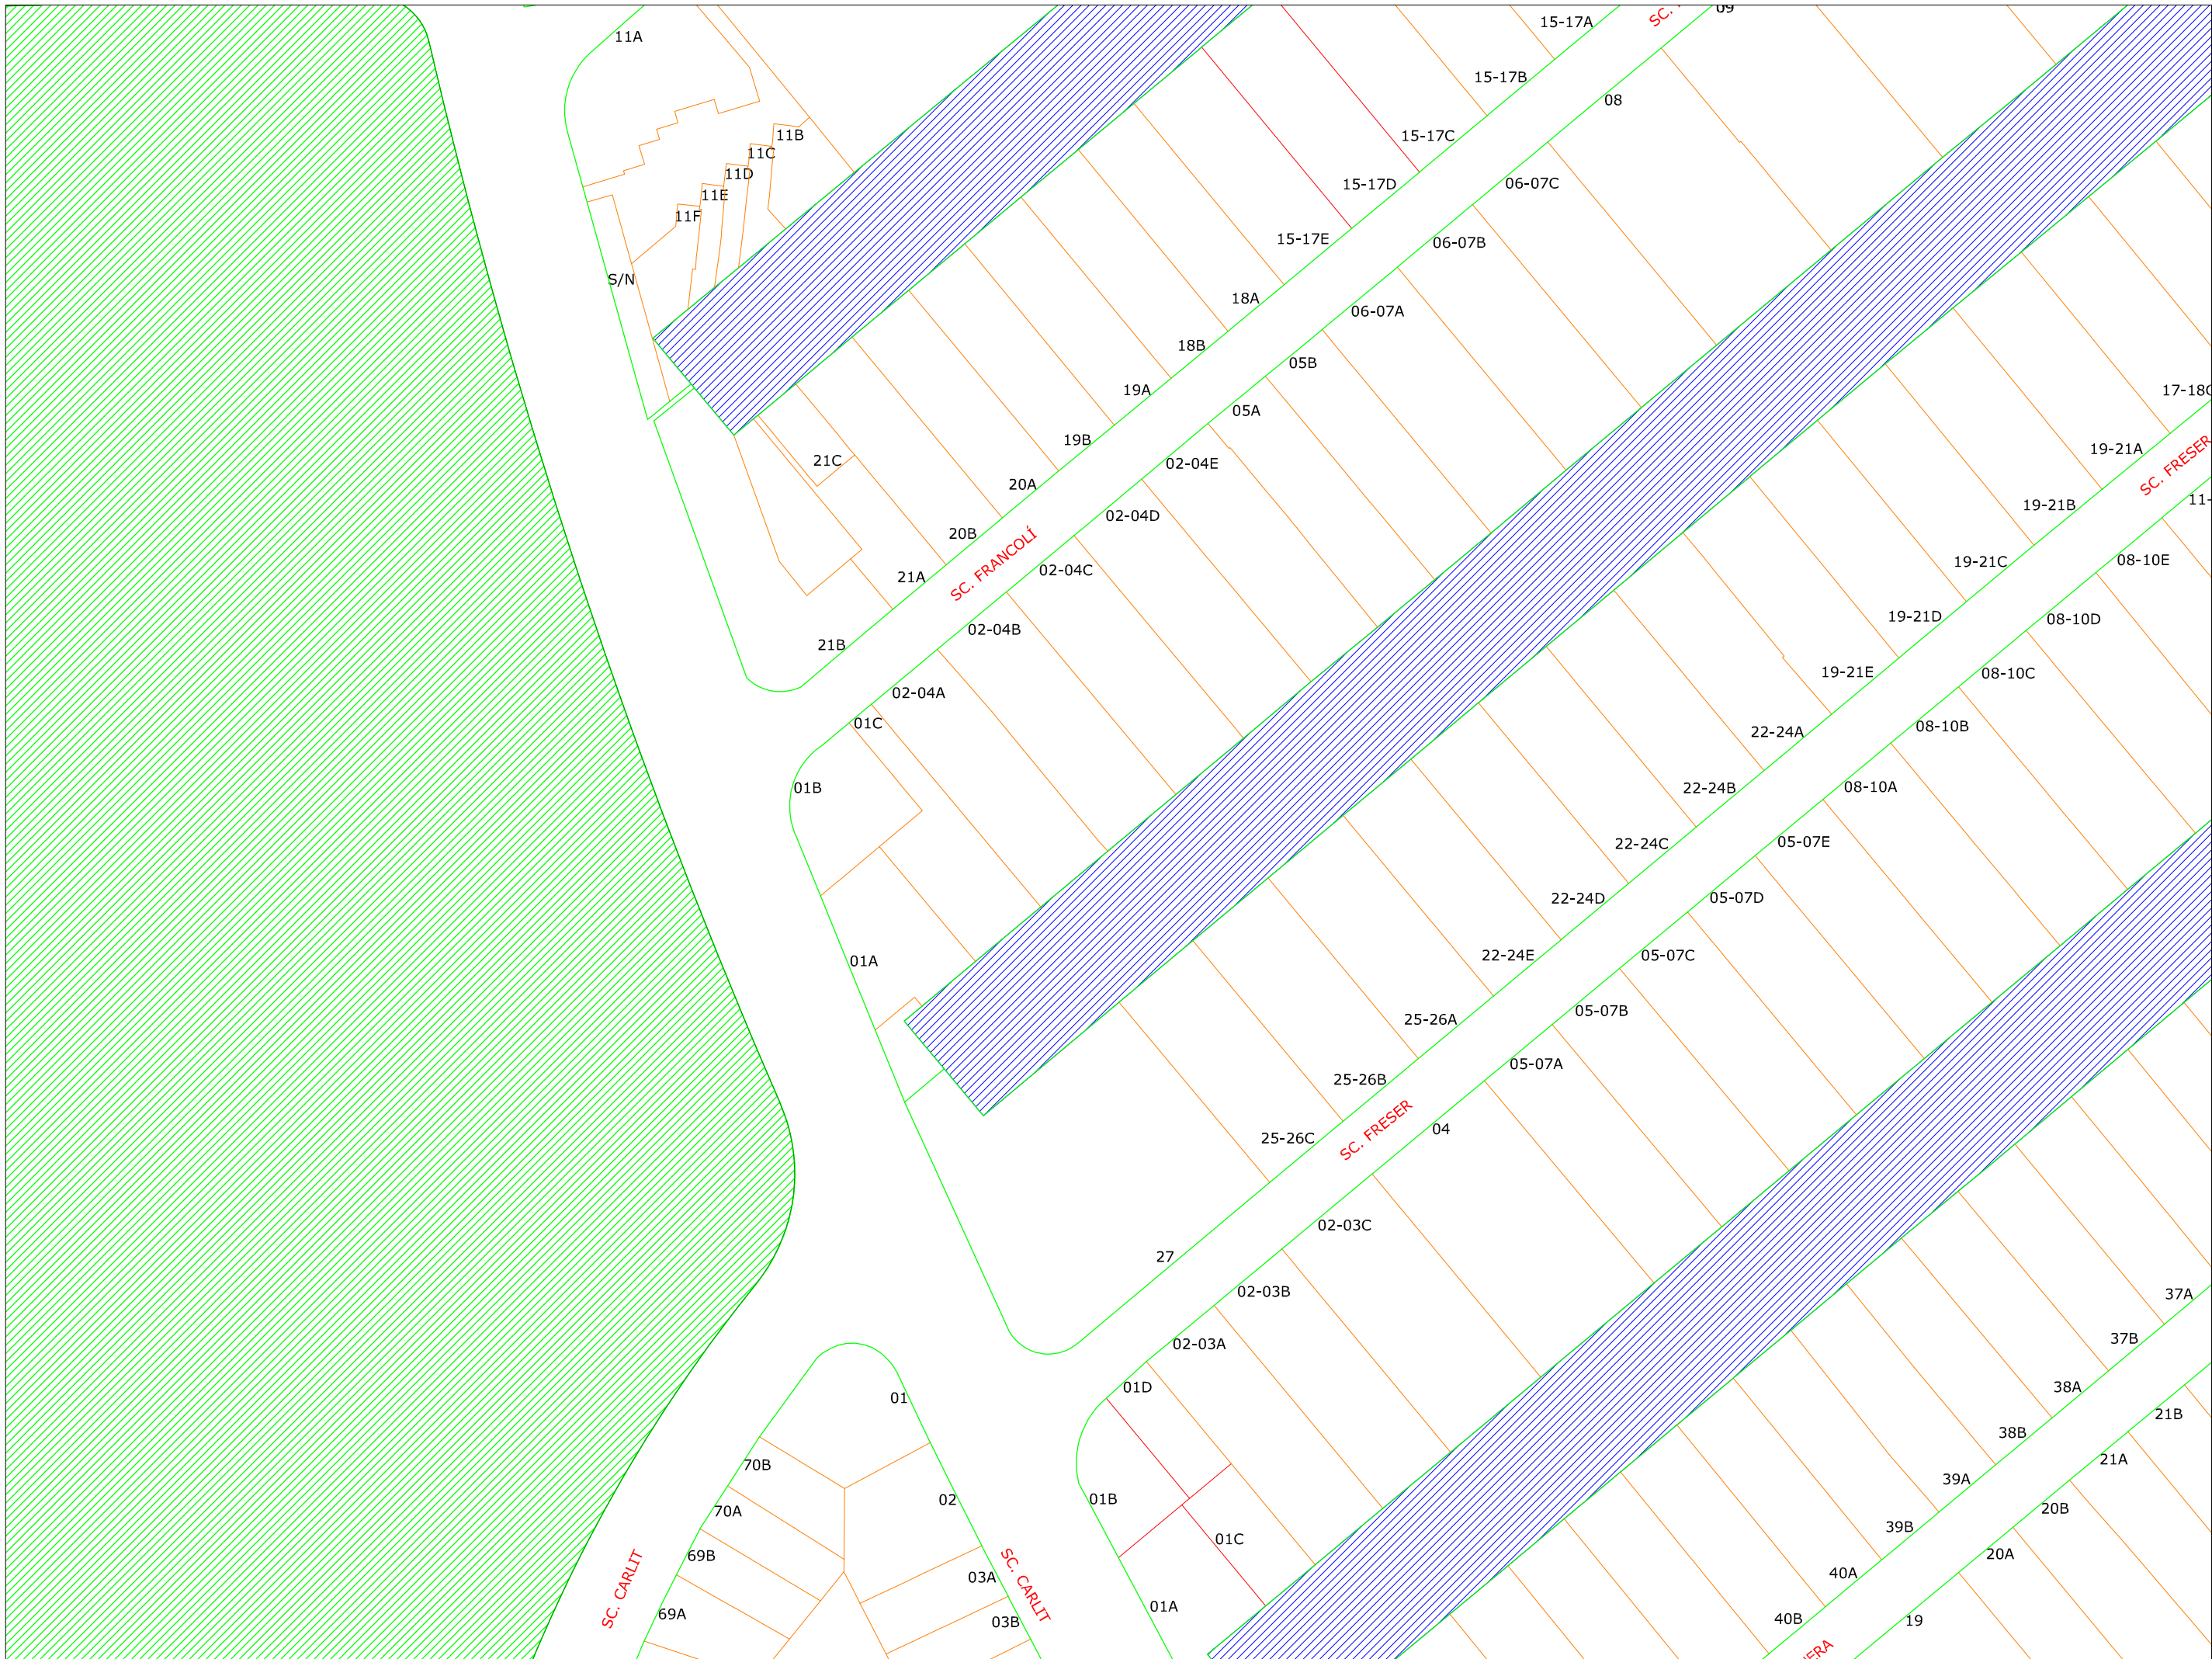 11A
15-17A
SC.
09
15-17B
08
11B
15-17C
11C
11D
15-17D
06-07C
11E
11F
15-17E
06-07B
S/N
18A
06-07A
18B
05B
19A
17-18C
05A
19B
19-21A
SC. FRESER
21C
02-04E
20A
19-21B
11-
02-04D
20B
SC. FRANCOLÍ
19-21C
08-10E
21A
02-04C
19-21D
08-10D
02-04B
21B
19-21E
08-10C
02-04A
01C
22-24A
08-10B
01B
22-24B
08-10A
22-24C
05-07E
22-24D
05-07D
01A
22-24E
05-07C
25-26A
05-07B
25-26B
05-07A
25-26C
SC. FRESER
04
27
02-03C
02-03B
37A
02-03A
37B
01D
01
38A
21B
38B
70B
21A
39A
02
01B
70A
39B
20B
01C
69B
SC. CARLIT
SC. CARLIT
20A
03A
40A
69A
01A
03B
40B
19